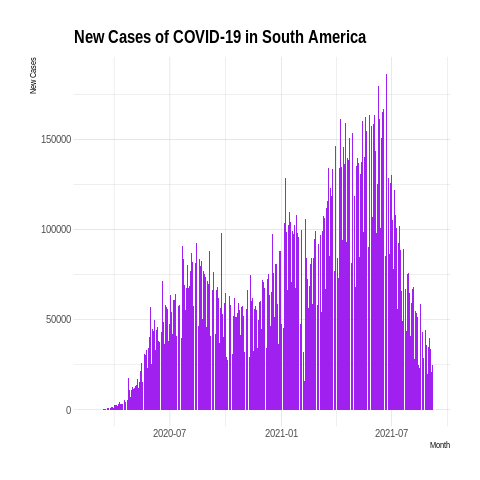 New Cases of COVID-19 in South America
New Cases
150000
100000
50000
0
2020-07
2021-01
2021-07
Month